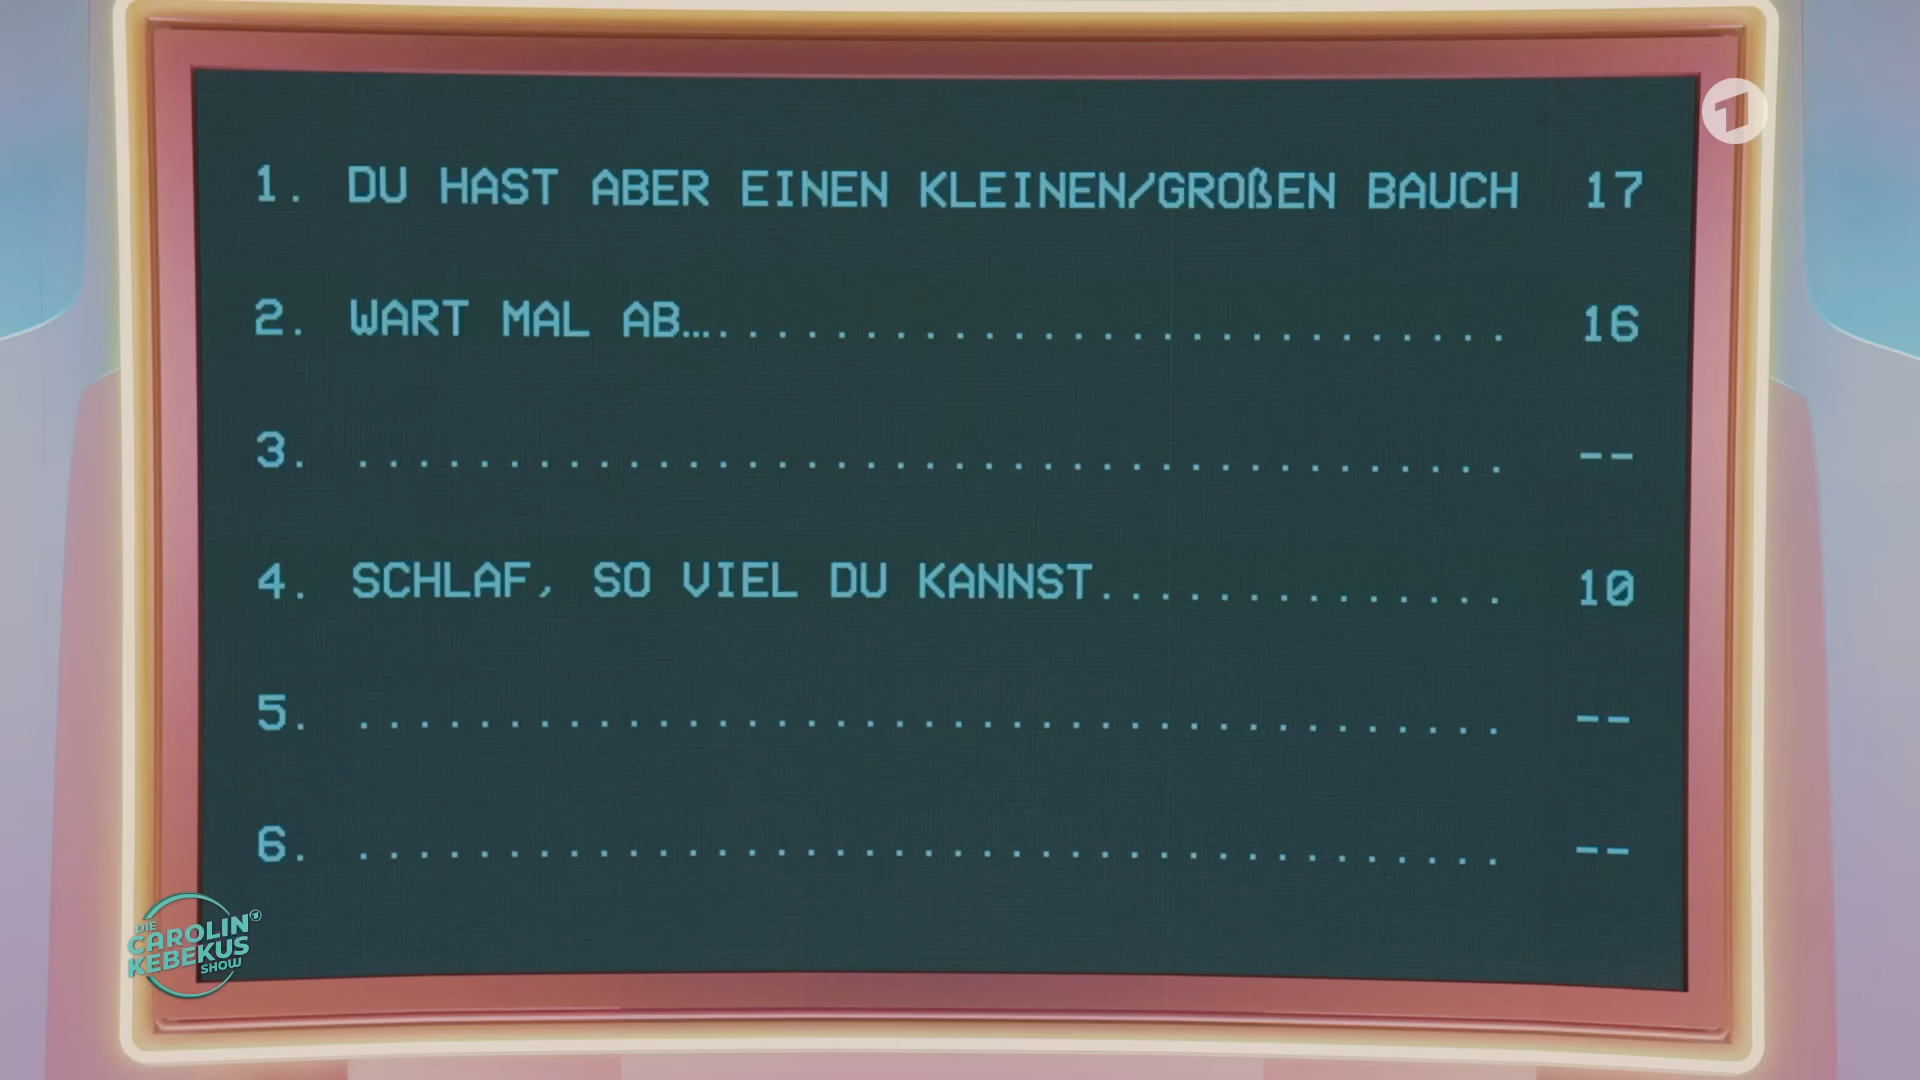 1. DU HAST ABER EINEN KLEINEN/GROßEN BAUCH 17
2. WART MAL AB.............................. 16
3. ....................................... --
4. SCHLAF, SO VIEL DU KANNST.............. 10
5. ....................................... --
6. ....................................... --
1
DIE
CAROLIN
KEBEKUS
SHOW